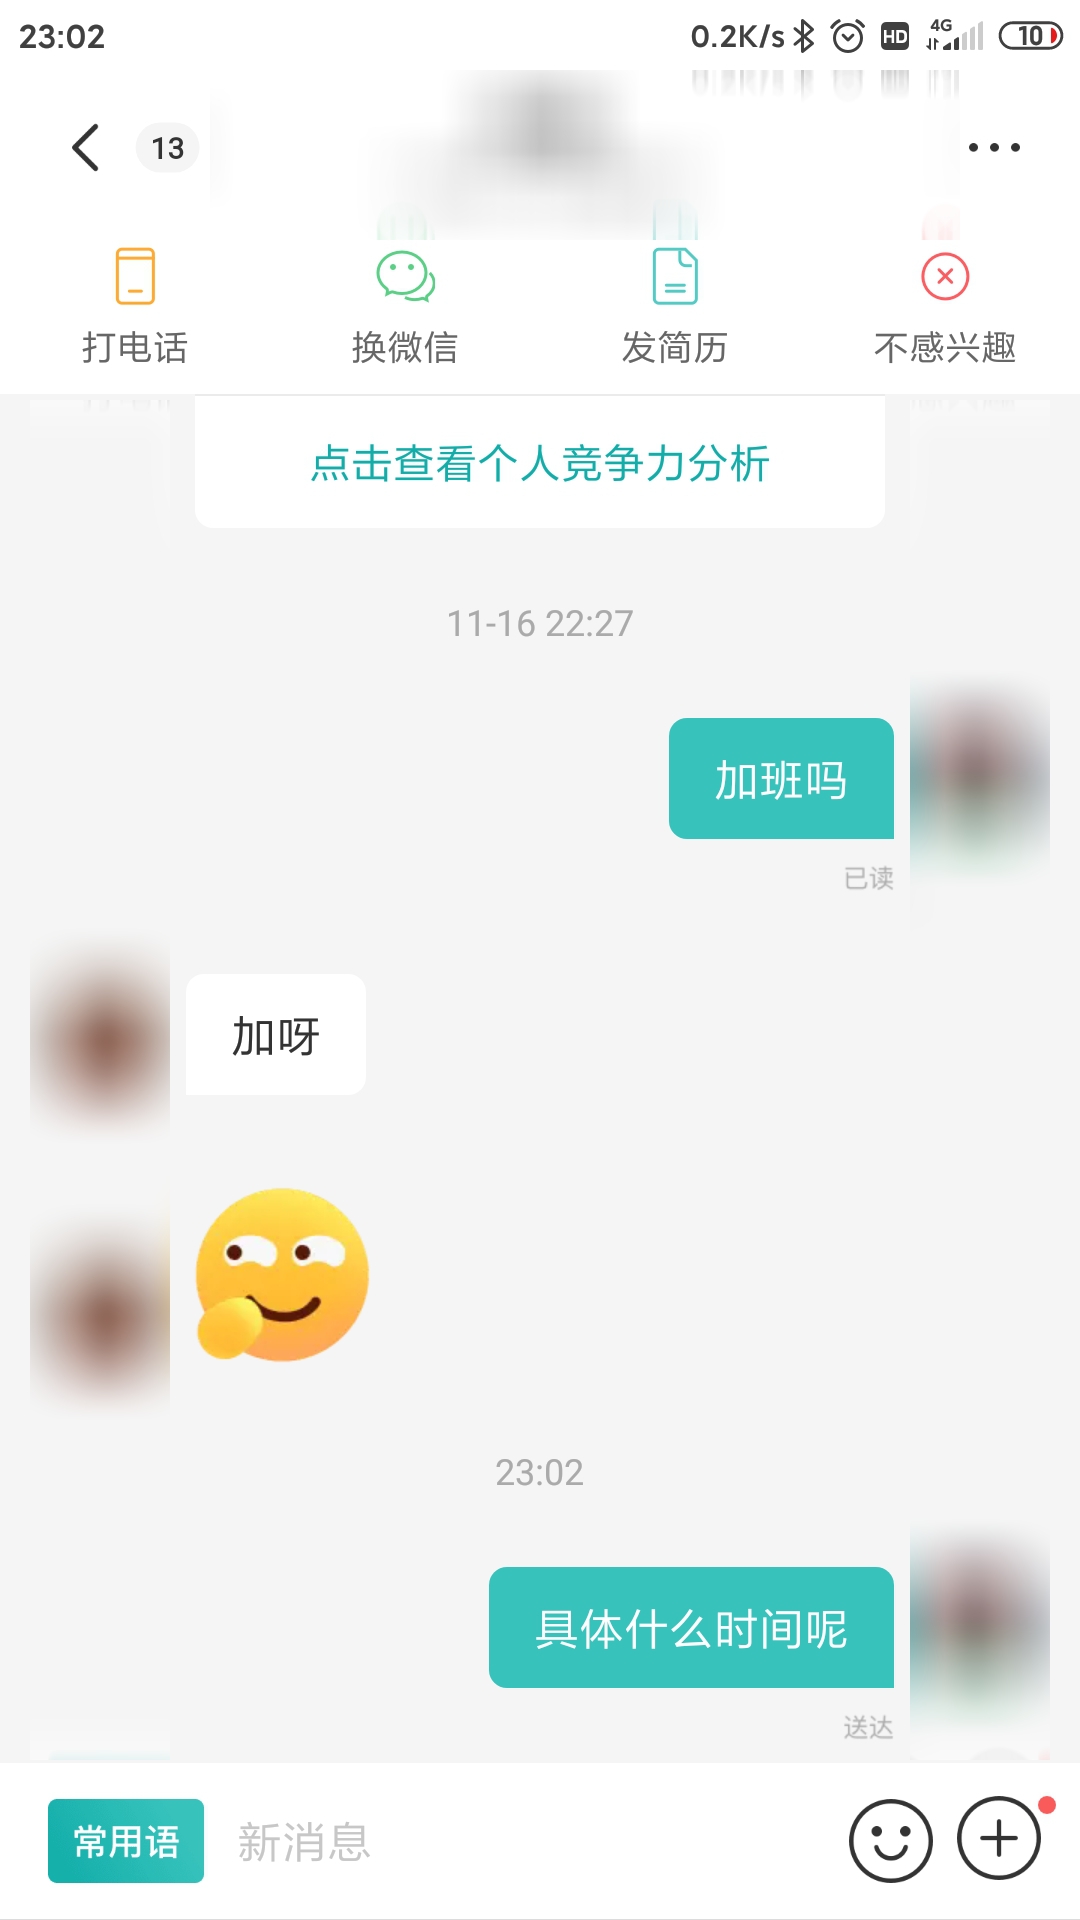 23:02 0.2K/s HD 4G 10
13
打电话 换微信 发简历 不感兴趣
点击查看个人竞争力分析
11-16 22:27
加班吗
已读
加呀
23:02
具体什么时间呢
送达
常用语 新消息